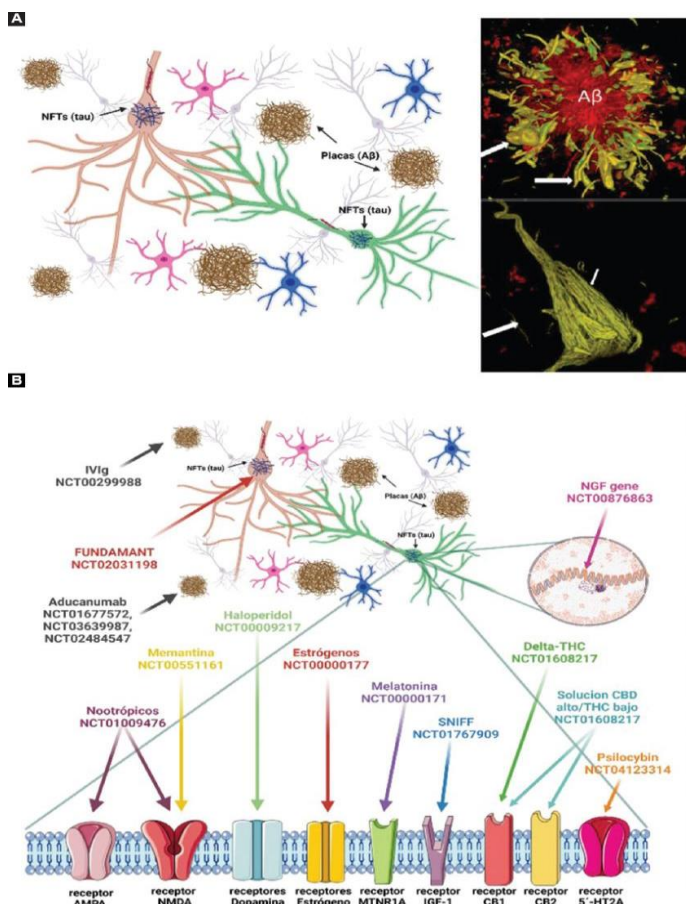 A
NFTs (tau)
Placas (Aβ)
NFTs (tau)
Aβ
B
IVIg
NCT00299988
NFTs (tau)
Placas (Aβ)
NFTs (tau)
NGF gene
NCT00876863
FUNDAMANT
NCT02031198
Aducanumab
NCT01677572,
NCT03639987,
NCT02484547
Haloperidol
NCT00009217
Memantina
NCT00551161
Estrógenos
NCT00000177
Delta-THC
NCT01608217
Nootrópicos
NCT01009476
Melatonina
NCT00000171
SNIFF
NCT01767909
Solucion CBD
alto/THC bajo
NCT01608217
Psilocybin
NCT04123314
receptor
AMPA
receptor
NMDA
receptores
Dopamina
receptores
Estrógeno
receptor
MTNR1A
receptor
IGF-1
receptor
CB1
receptor
CB2
receptor
5´-HT2A